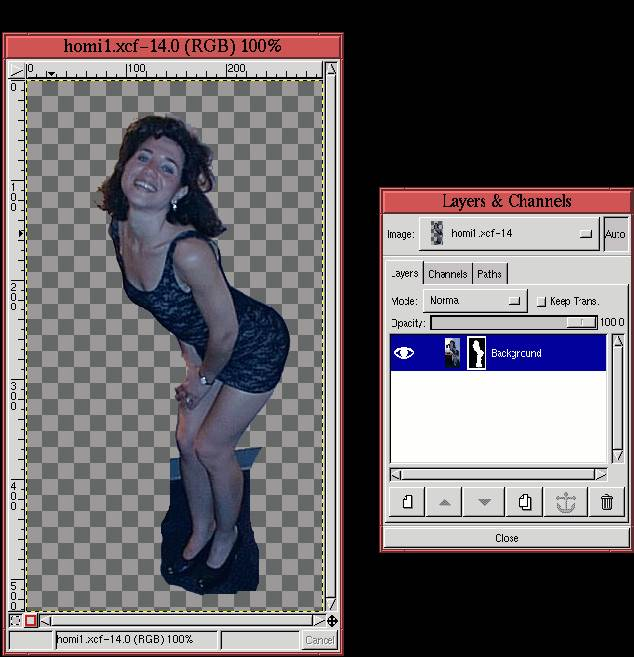 homi1.xcf-14.0 (RGB) 100%
0 100 200
0
100
200
300
400
500
homi1.xcf-14.0 (RGB) 100%
Cancel
Layers & Channels
Image: homi1.xcf-14 Auto
Layers Channels Paths
Mode: Norma Keep Trans.
Opacity: 100.0
Background
Close